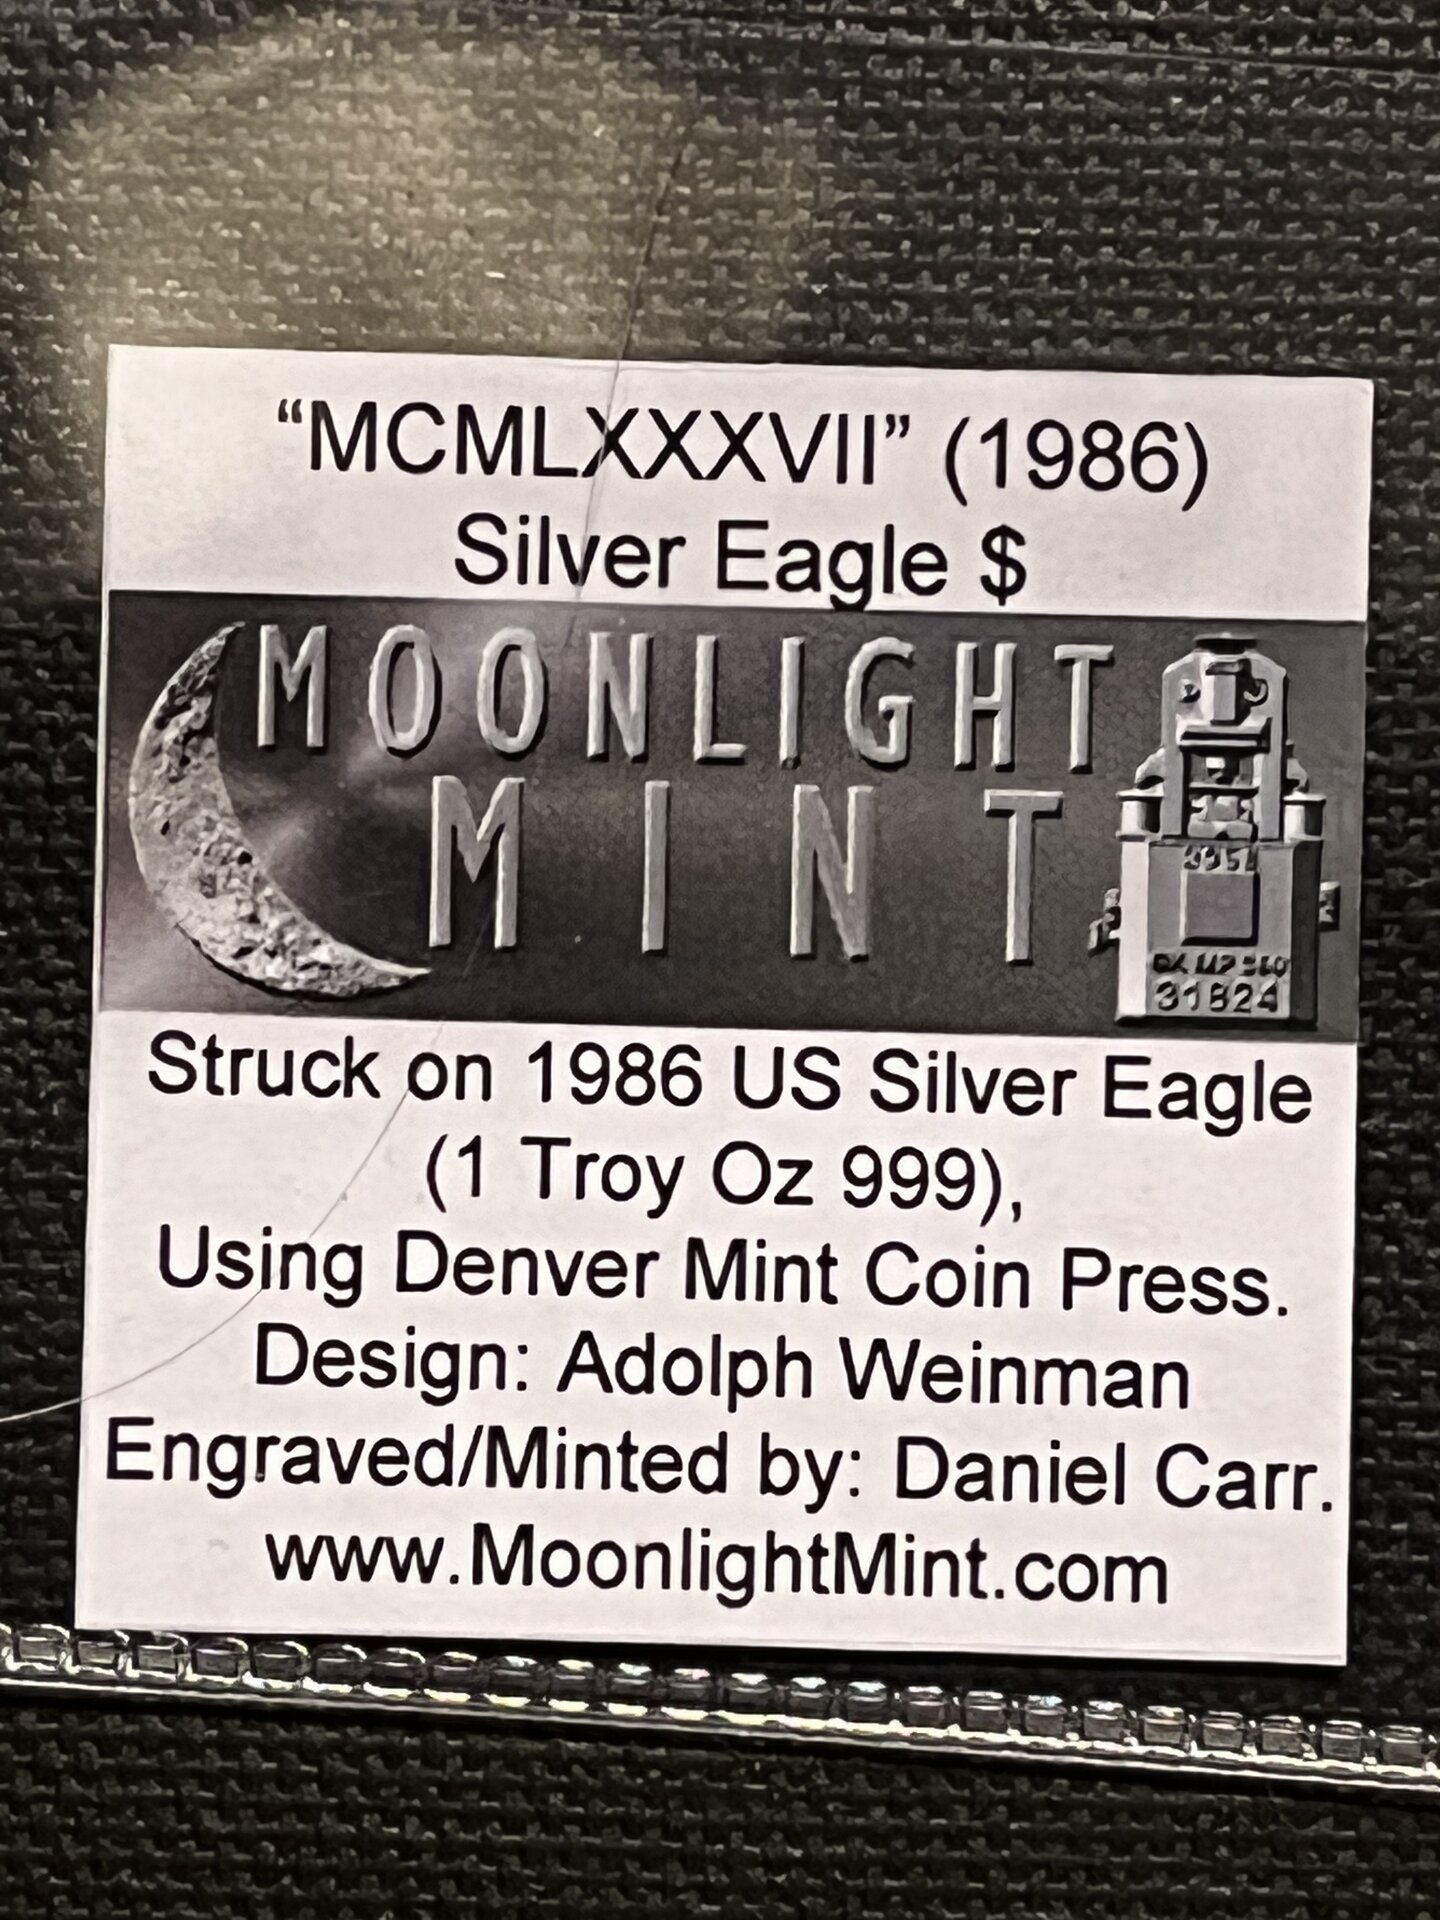 “MCMLXXXVII” (1986)
Silver Eagle $
MOONLIGHT
MINT
31824
Struck on 1986 US Silver Eagle
(1 Troy Oz 999),
Using Denver Mint Coin Press.
Design: Adolph Weinman
Engraved/Minted by: Daniel Carr.
www.MoonlightMint.com